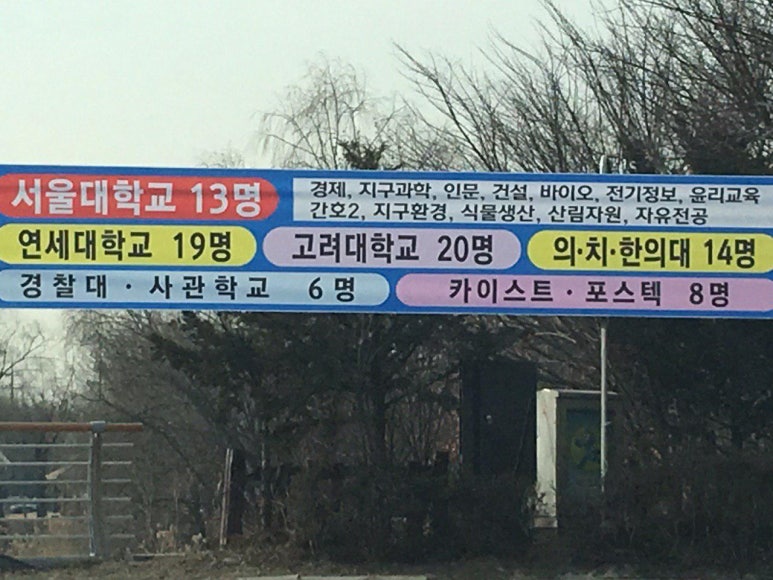 서울대학교 13명
경제, 지구과학, 인문, 건설, 바이오, 전기정보, 윤리교육
간호2, 지구환경, 식물생산, 산림자원, 자유전공
연세대학교 19명 고려대학교 20명 의·치·한의대 14명
경찰대·사관학교 6명 카이스트·포스텍 8명